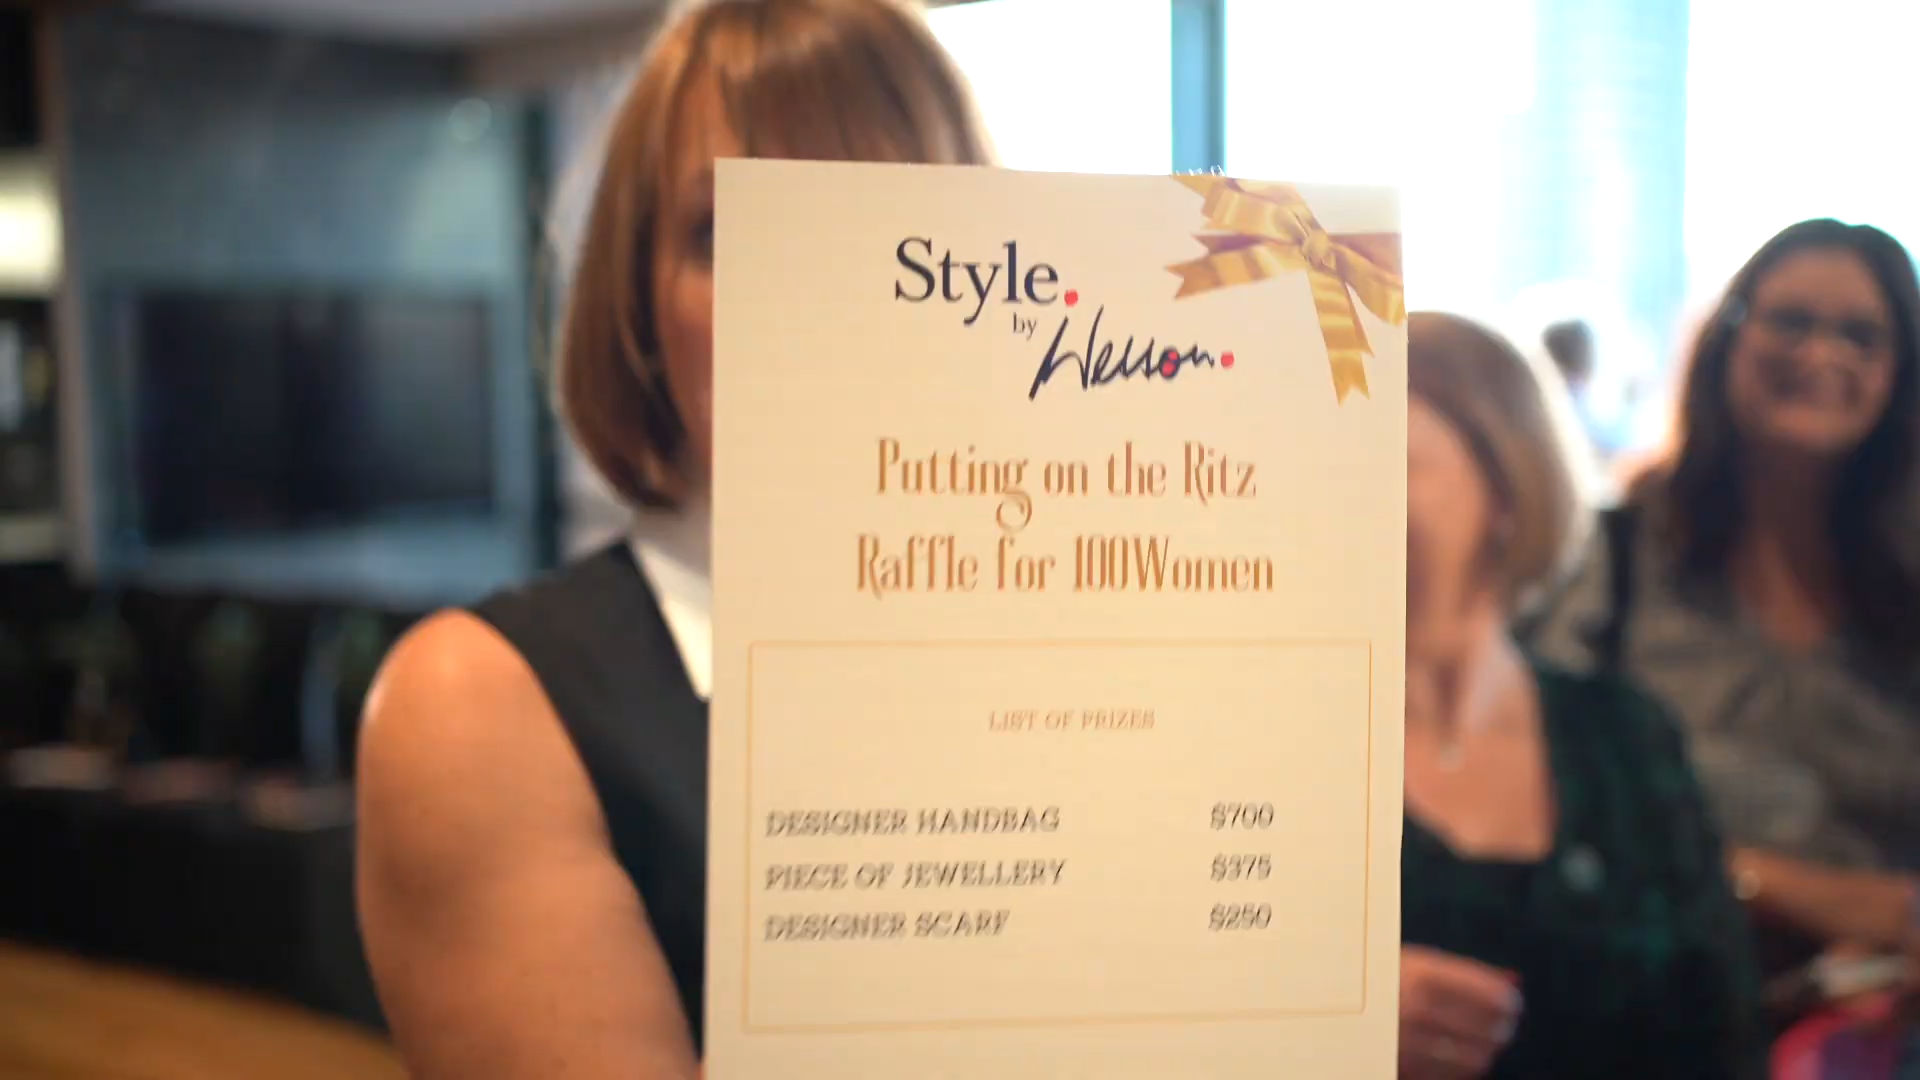 Style.
by Wesson.
Putting on the Ritz
Raffle for 100Women
LIST OF PRIZES
DESIGNER HANDBAG $700
PIECE OF JEWELLERY $375
DESIGNER SCARF $250